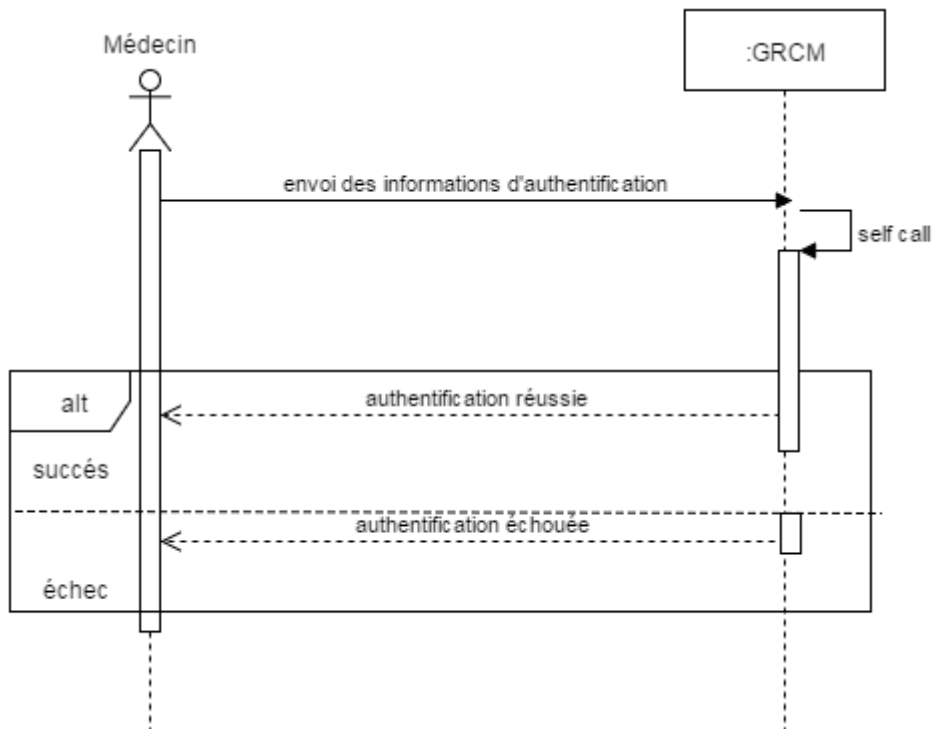 Médecin
:GRCM
envoi des informations d'authentification
self call
alt
authentification réussie
succés
authentification échouée
échec